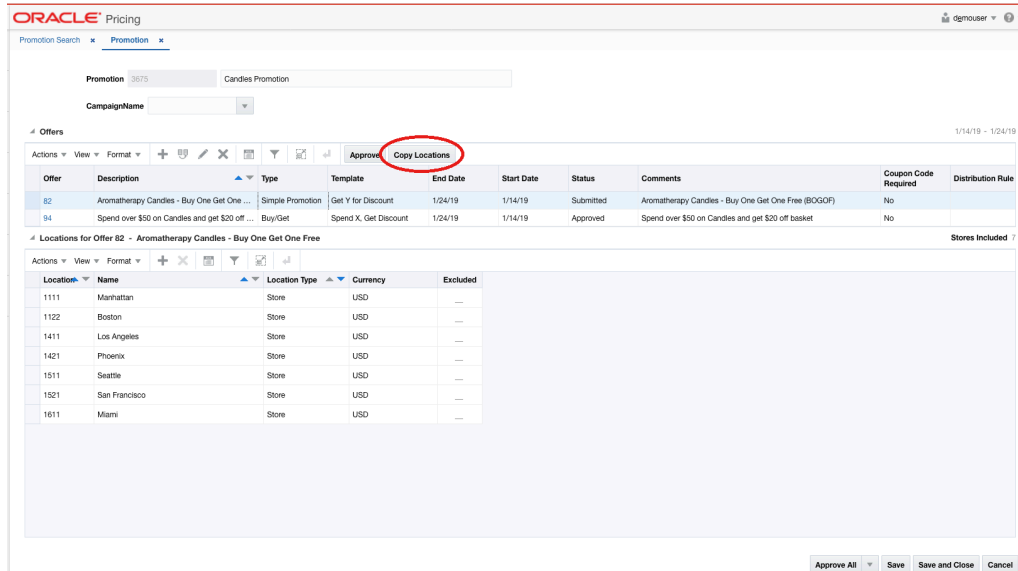 ORACLE® Pricing demouser
Promotion Search × Promotion ×
Promotion 3675 Candles Promotion
CampaignName
Offers 1/14/19 - 1/24/19
Actions View Format Approve Copy Locations
Offer Description Type Template End Date Start Date Status Comments Coupon Code Required Distribution Rule
82 Aromatherapy Candles - Buy One Get One ... Simple Promotion Get Y for Discount 1/24/19 1/14/19 Submitted Aromatherapy Candles - Buy One Get One Free (BOGOF) No
94 Spend over $50 on Candles and get $20 off ... Buy/Get Spend X, Get Discount 1/24/19 1/14/19 Approved Spend over $50 on Candles and get $20 off basket No
Locations for Offer 82 - Aromatherapy Candles - Buy One Get One Free Stores Included 7
Actions View Format
Location Name Location Type Currency Excluded
1111 Manhattan Store USD
1122 Boston Store USD
1411 Los Angeles Store USD
1421 Phoenix Store USD
1511 Seattle Store USD
1521 San Francisco Store USD
1611 Miami Store USD
Approve All Save Save and Close Cancel